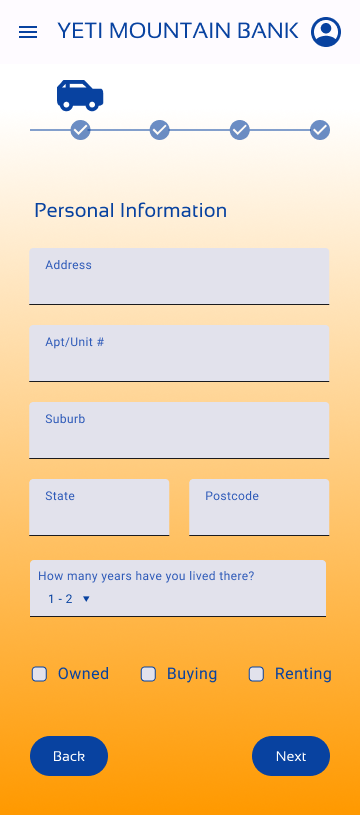 YETI MOUNTAIN BANK
Personal Information
Address
Apt/Unit #
Suburb
State Postcode
How many years have you lived there?
1 - 2
Owned Buying Renting
Back Next